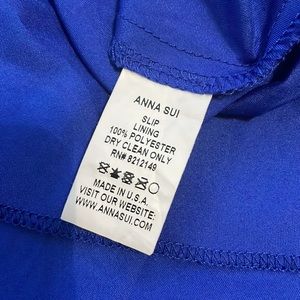 ANNA SUI
SLIP
LINING
100% POLYESTER
DRY CLEAN ONLY
RN# 8212149
MADE IN U.S.A.
VISIT OUR WEBSITE:
WWW.ANNASUI.COM